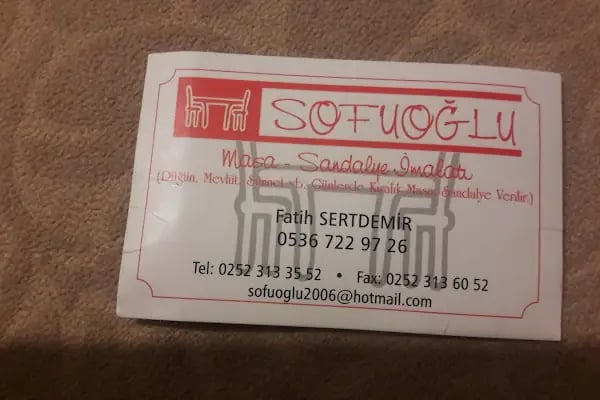 SOFUOĞLU
Masa - Sandalye İmalatı
(Düğün, Mevlüt, Sünnet vb. Günlerde Kiralık Masa, Sandalye Verilir.)
Fatih SERTDEMİR
0536 722 97 26
Tel: 0252 313 35 52 • Fax: 0252 313 60 52
sofuoglu2006@hotmail.com